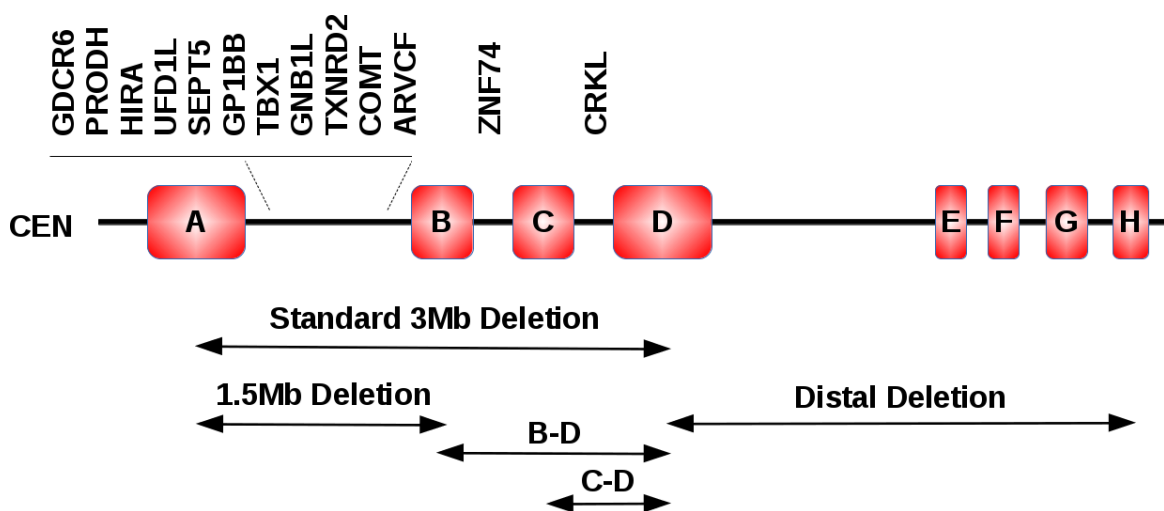 GDCR6
PRODH
HIRA
UFD1L
SEPT5
GP1BB
TBX1
GNB1L
TXNRD2
COMT
ARVCF
ZNF74
CRKL
CEN
A
B
C
D
E
F
G
H
Standard 3Mb Deletion
1.5Mb Deletion
Distal Deletion
B-D
C-D